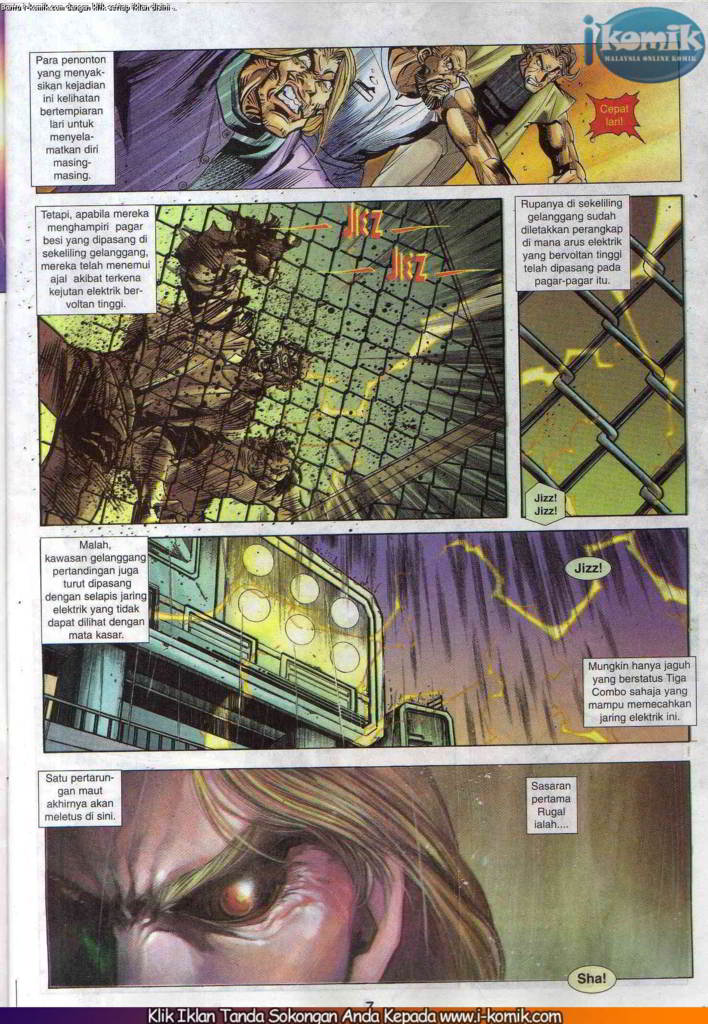 i komik
MALAYSIA ONLINE KOMIK
Para penonton
yang menyak-
sikan kejadian
ini kelihatan
bertempiaran
lari untuk
menyela-
matkan diri
masing-
masing.
Cepat
lari!
Tetapi, apabila mereka
menghampiri pagar
besi yang dipasang di
sekeliling gelanggang,
mereka telah menemui
ajal akibat terkena
kejutan elektrik ber-
voltan tinggi.
JIEZ
JIEZ
Rupanya di sekeliling
gelanggang sudah
diletakkan perangkap
di mana arus elektrik
yang bervoltan tinggi
telah dipasang pada
pagar-pagar itu.
Jizz!
Jizz!
Malah,
kawasan gelanggang
pertandingan juga
turut dipasang
dengan selapis jaring
elektrik yang tidak
dapat dilihat dengan
mata kasar.
Jizz!
Mungkin hanya jaguh
yang berstatus Tiga
Combo sahaja yang
mampu memecahkan
jaring elektrik ini.
Satu pertarun-
gan maut
akhirnya akan
meletus di sini.
Sasaran
pertama
Rugal
ialah....
Sha!
7
Klik Iklan Tanda Sokongan Anda Kepada www.i-komik.com